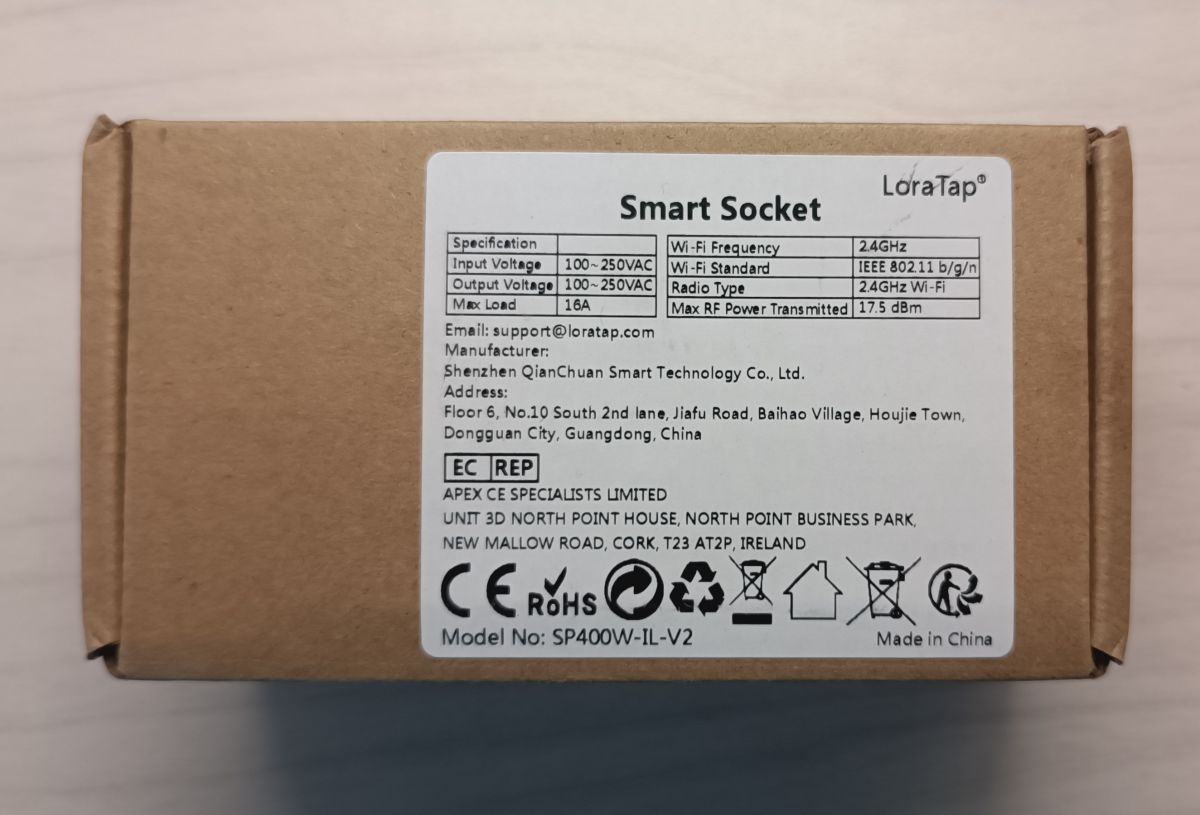 LoraTap®
Smart Socket
Specification
Input Voltage 100~250VAC
Output Voltage 100~250VAC
Max Load 16A
Wi-Fi Frequency 2.4GHz
Wi-Fi Standard IEEE 802.11 b/g/n
Radio Type 2.4GHz Wi-Fi
Max RF Power Transmitted 17.5 dBm
Email: support@loratap.com
Manufacturer:
Shenzhen QianChuan Smart Technology Co., Ltd.
Address:
Floor 6, No.10 South 2nd lane, Jiafu Road, Baihao Village, Houjie Town,
Dongguan City, Guangdong, China
EC REP
APEX CE SPECIALISTS LIMITED
UNIT 3D NORTH POINT HOUSE, NORTH POINT BUSINESS PARK,
NEW MALLOW ROAD, CORK, T23 AT2P, IRELAND
CE RoHS
Model No: SP400W-IL-V2 Made in China